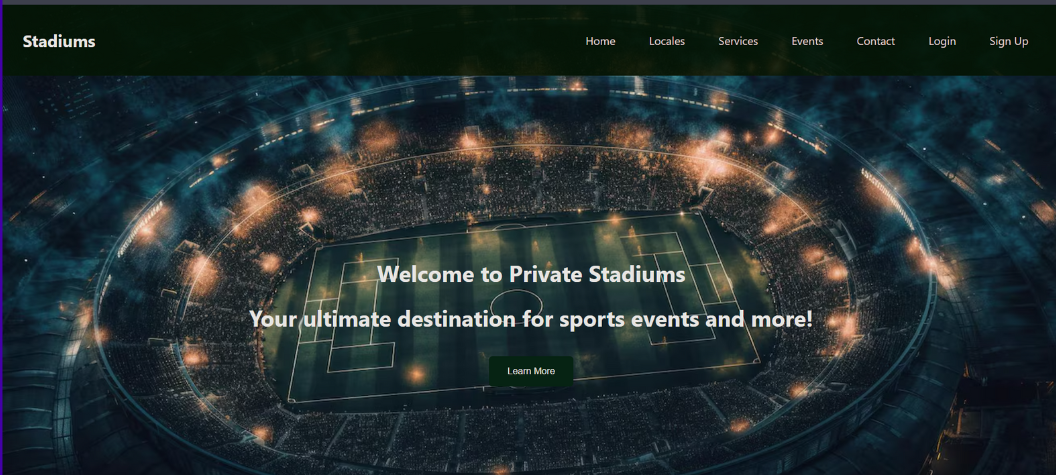 Stadiums
Home Locales Services Events Contact Login Sign Up
Welcome to Private Stadiums
Your ultimate destination for sports events and more!
Learn More